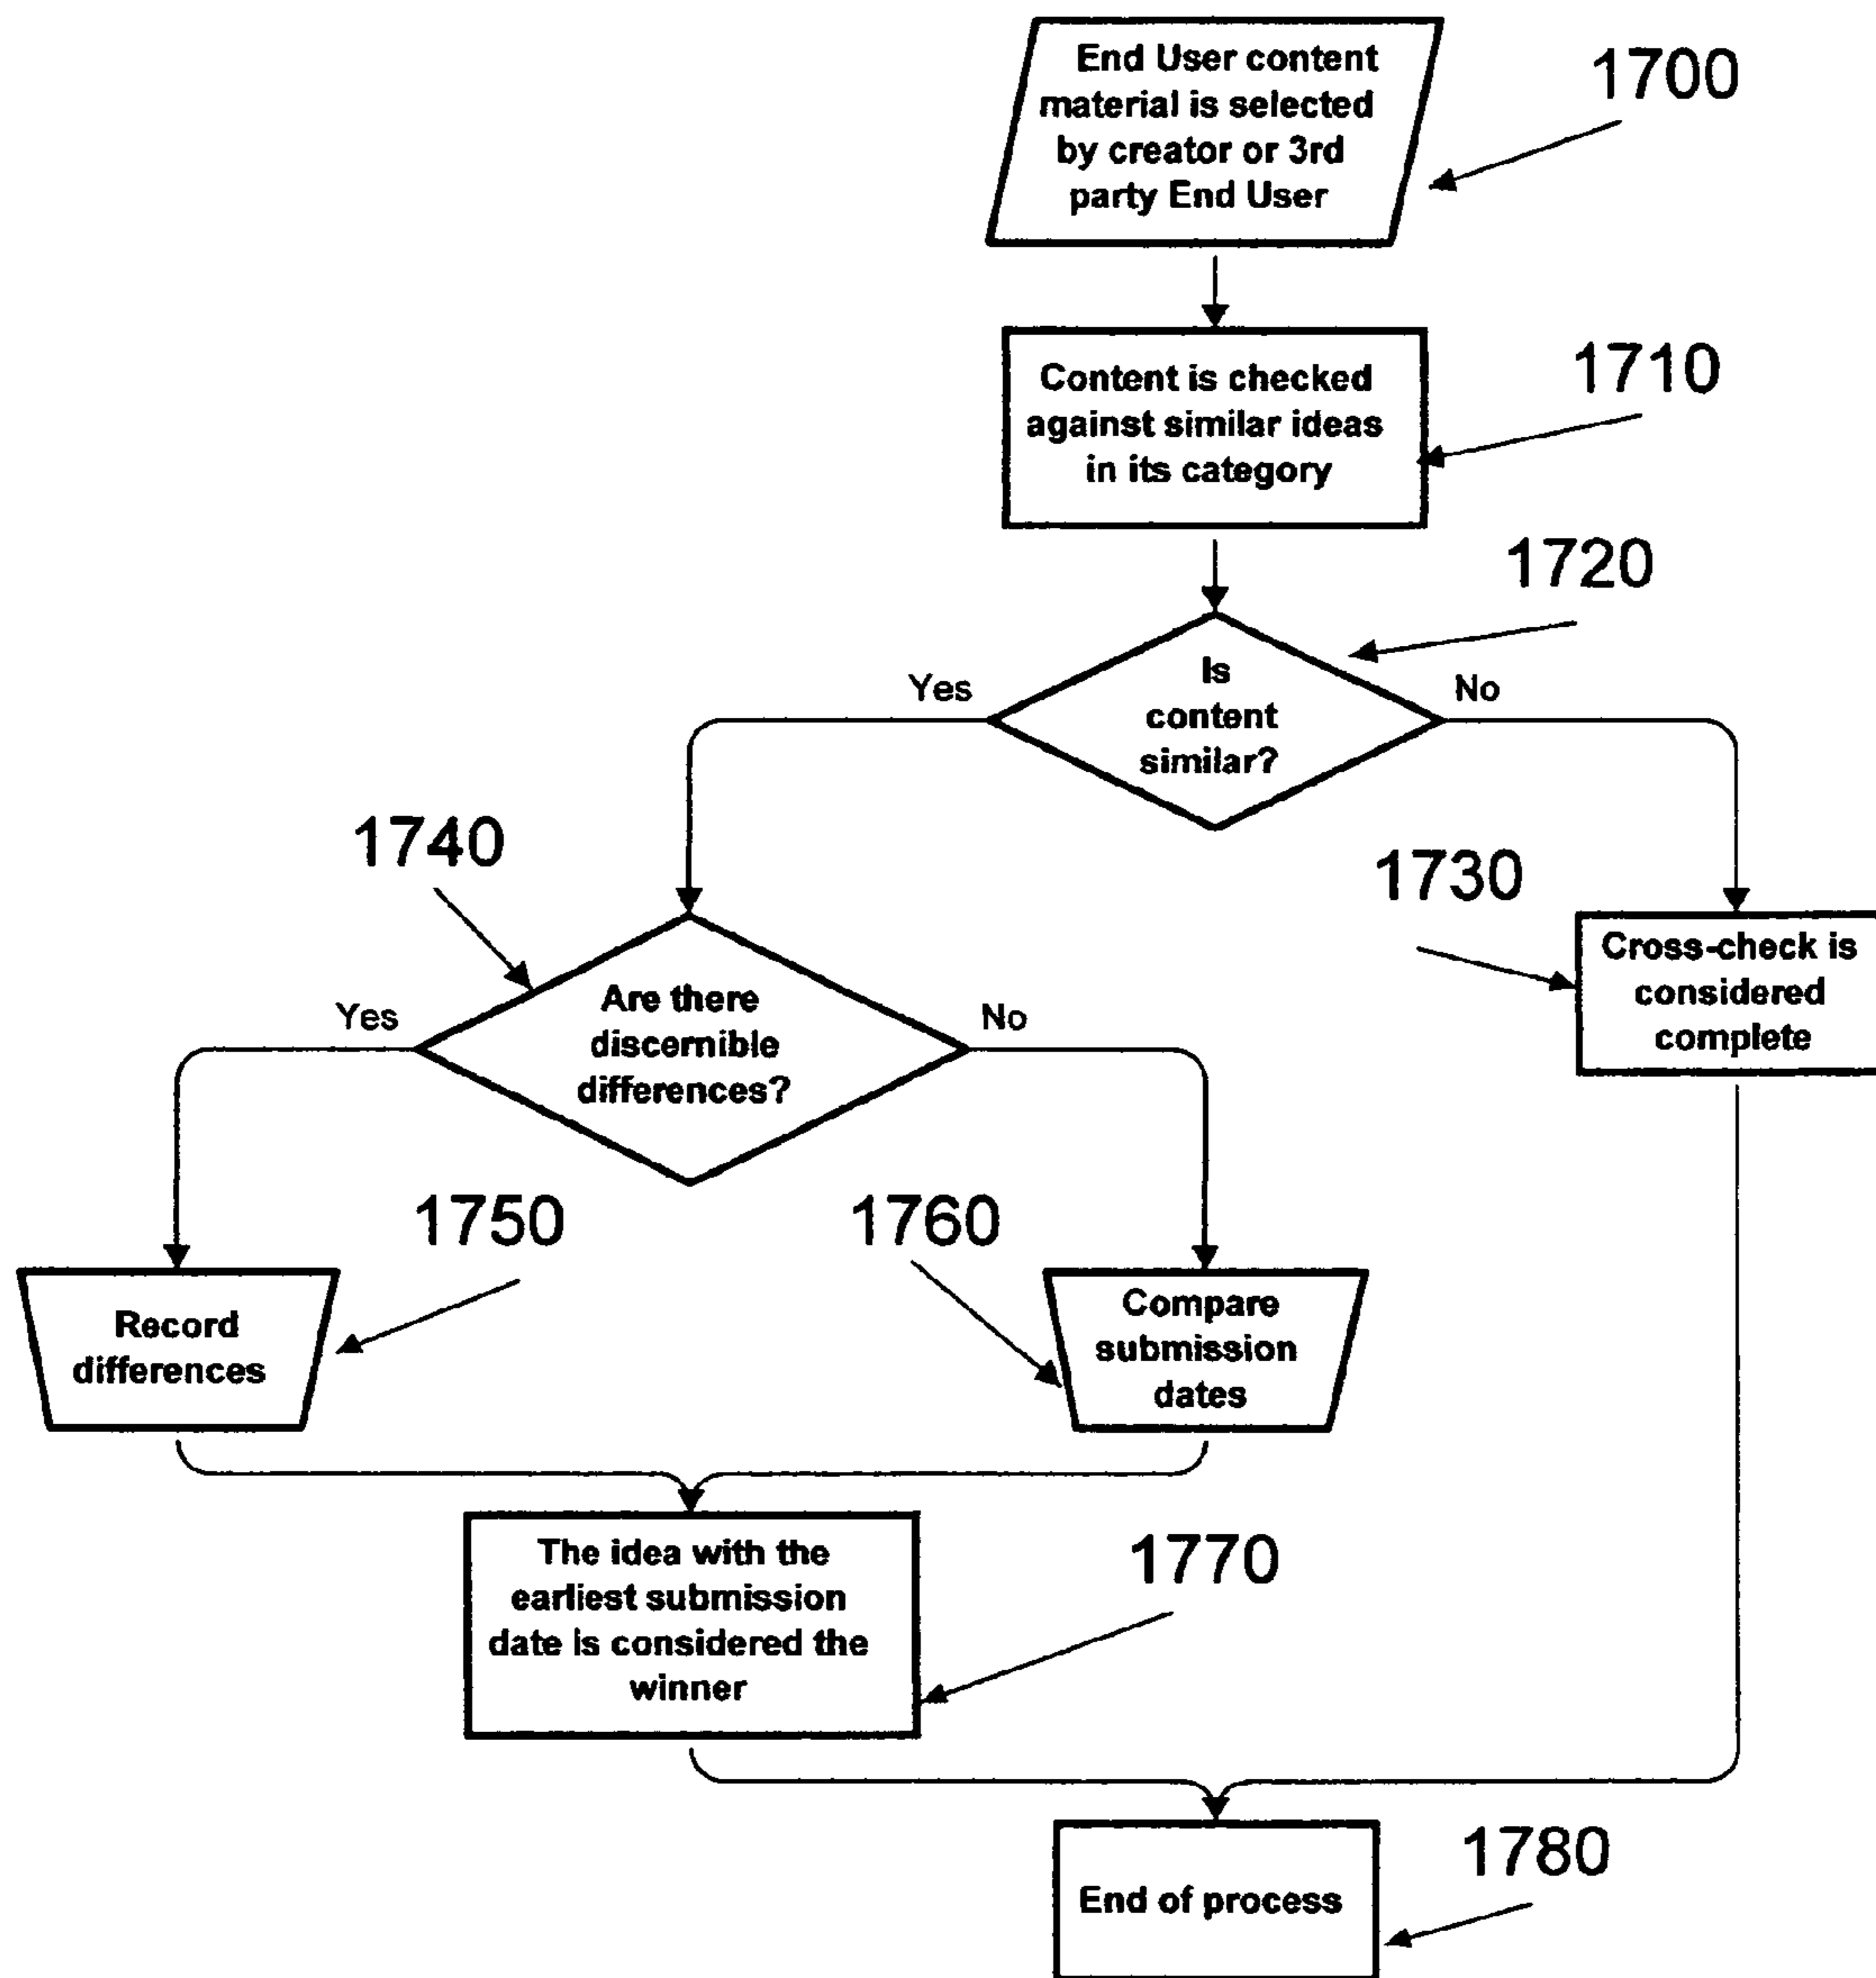 End User content
material is selected
by creator or 3rd
party End User
1700
Content is checked
against similar ideas
in its category
1710
1720
Is
content
similar?
Yes
No
1740
1730
Are there
discernible
differences?
Yes
No
Cross-check is
considered
complete
1750
1760
Record
differences
Compare
submission
dates
The idea with the
earliest submission
date is considered the
winner
1770
End of process
1780